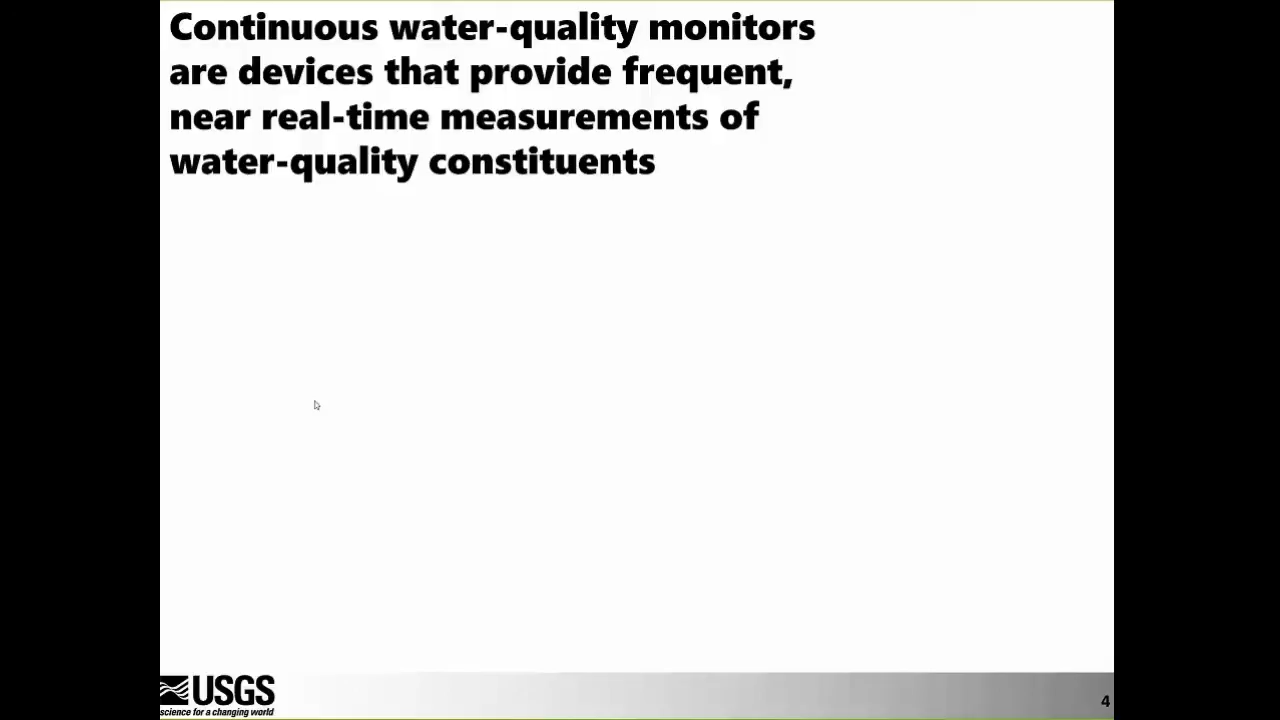 Continuous water-quality monitors
are devices that provide frequent,
near real-time measurements of
water-quality constituents
USGS
science for a changing world
4